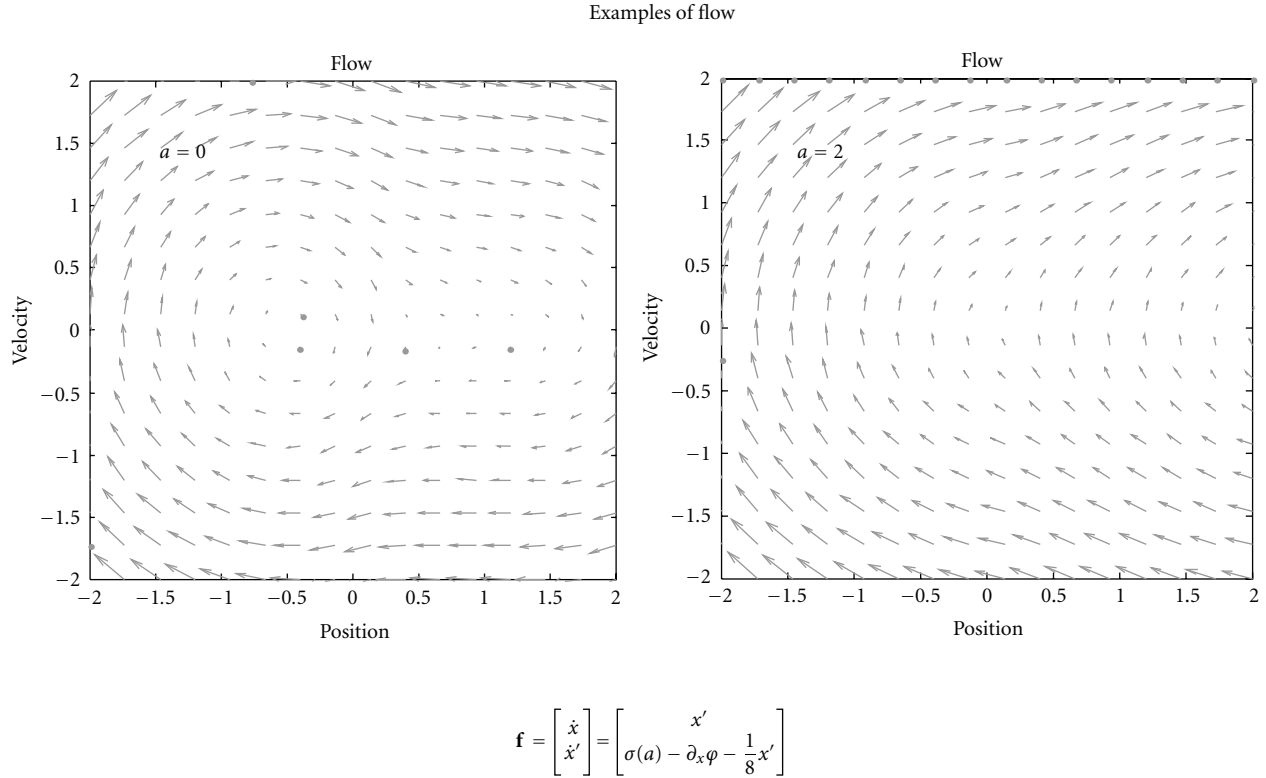 Examples of flow
Flow
2
1.5
1
0.5
0
−0.5
−1
−1.5
−2
−2 −1.5 −1 −0.5 0 0.5 1 1.5 2
Velocity
Position
a = 0
Flow
2
1.5
1
0.5
0
−0.5
−1
−1.5
−2
−2 −1.5 −1 −0.5 0 0.5 1 1.5 2
Velocity
Position
a = 2
f = [ẋ ẋ′] = [x′ σ(a) − ∂ₓφ − 1/8 x′]